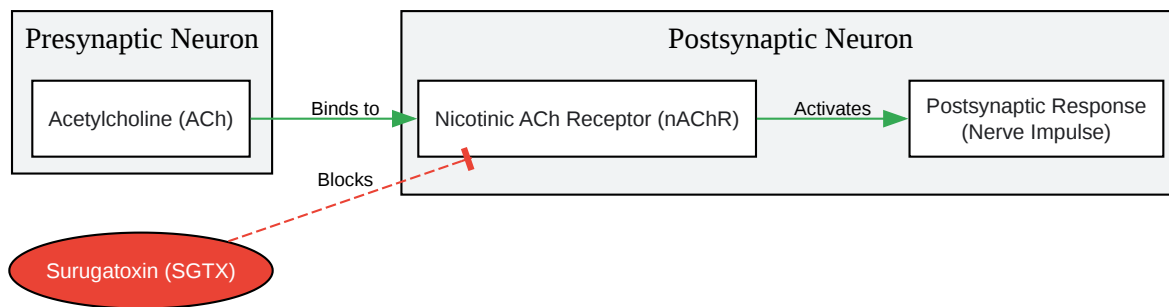 Presynaptic Neuron
Postsynaptic Neuron
Acetylcholine (ACh)
Binds to
Nicotinic ACh Receptor (nAChR)
Activates
Postsynaptic Response
(Nerve Impulse)
Blocks
Surugatoxin (SGTX)